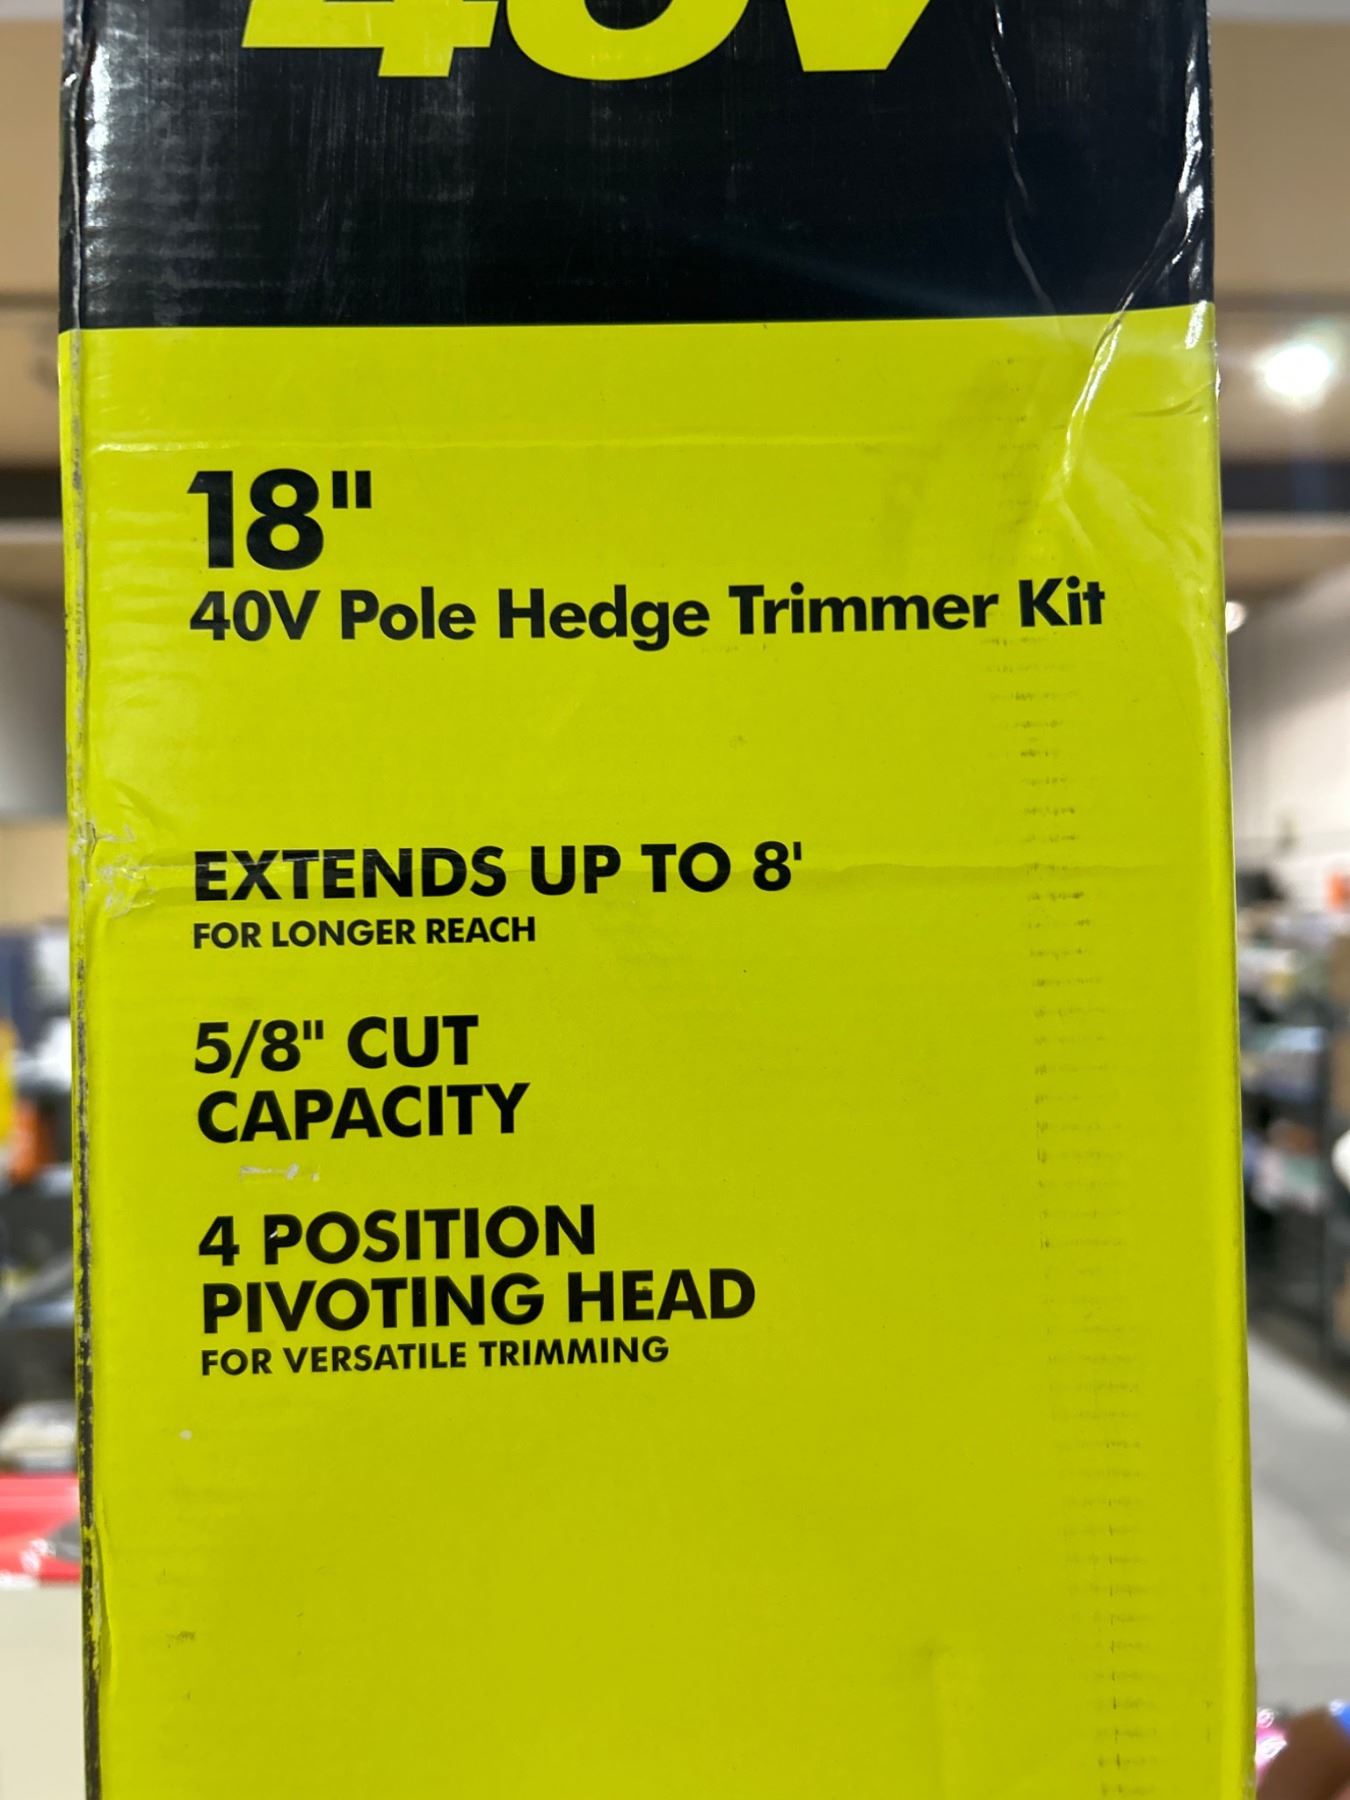 40V
18"
40V Pole Hedge Trimmer Kit
EXTENDS UP TO 8'
FOR LONGER REACH
5/8" CUT
CAPACITY
4 POSITION
PIVOTING HEAD
FOR VERSATILE TRIMMING